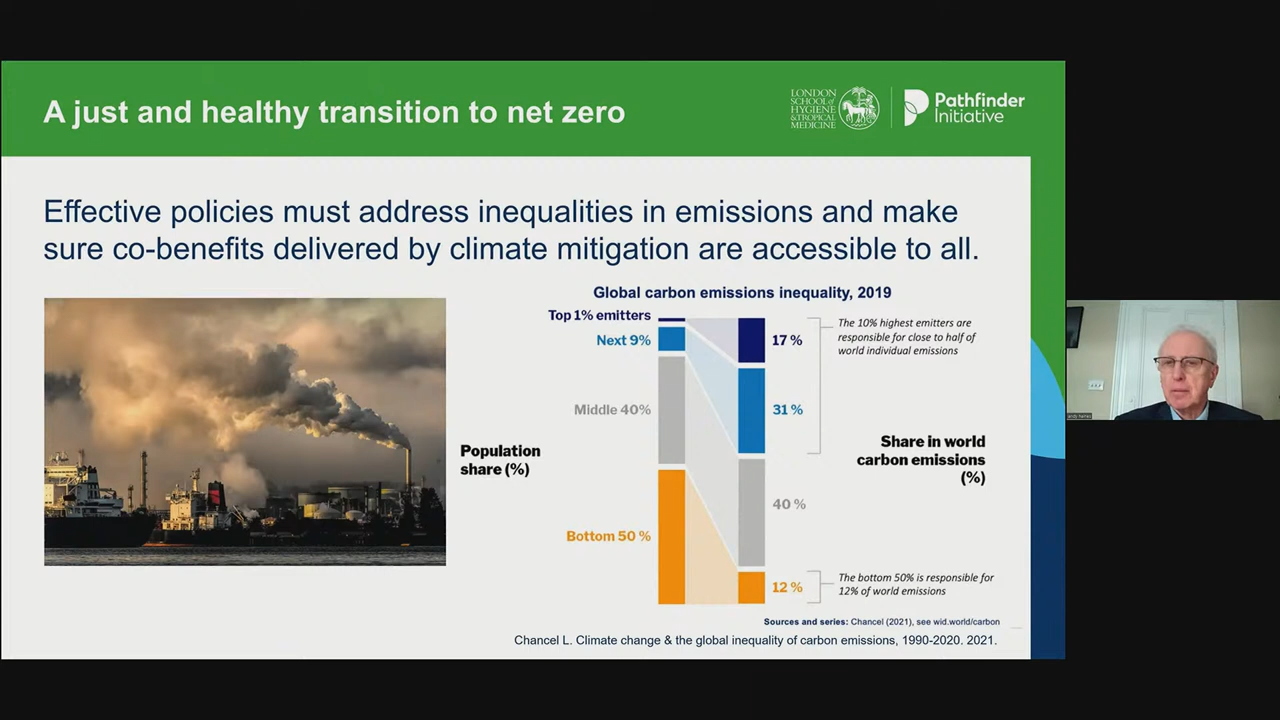 A just and healthy transition to net zero
LONDON
SCHOOL of
HYGIENE
& TROPICAL
MEDICINE
Pathfinder
Initiative
Effective policies must address inequalities in emissions and make
sure co-benefits delivered by climate mitigation are accessible to all.
Global carbon emissions inequality, 2019
Top 1% emitters
Next 9%
Middle 40%
Bottom 50 %
Population
share (%)
17 %
31 %
40 %
12 %
The 10% highest emitters are
responsible for close to half of
world individual emissions
Share in world
carbon emissions
(%)
The bottom 50% is responsible for
12% of world emissions
Sources and series: Chancel (2021), see wid.world/carbon
Chancel L. Climate change & the global inequality of carbon emissions, 1990-2020. 2021.